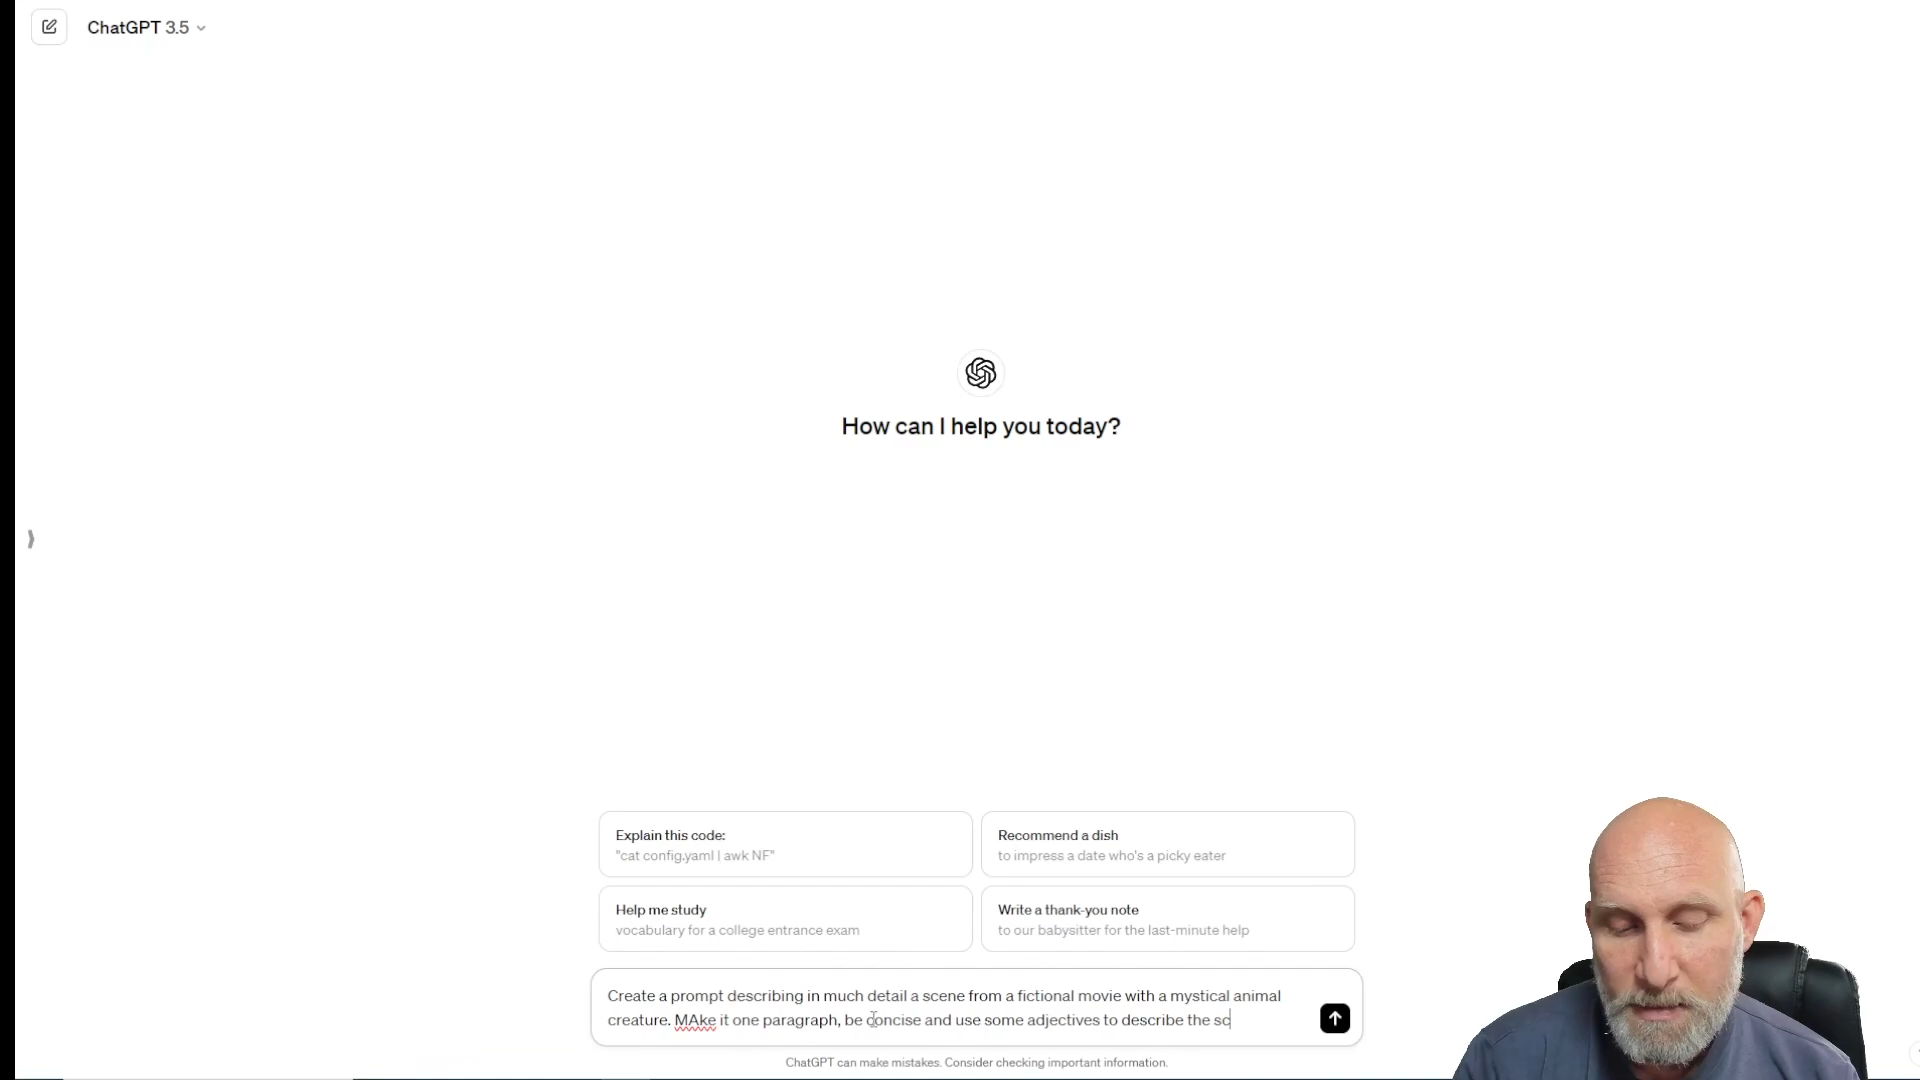 ChatGPT 3.5
How can I help you today?
Explain this code:
"cat config.yaml | awk NF"
Recommend a dish
to impress a date who's a picky eater
Help me study
vocabulary for a college entrance exam
Write a thank-you note
to our babysitter for the last-minute help
Create a prompt describing in much detail a scene from a fictional movie with a mystical animal
creature. MAke it one paragraph, be concise and use some adjectives to describe the sc
ChatGPT can make mistakes. Consider checking important information.